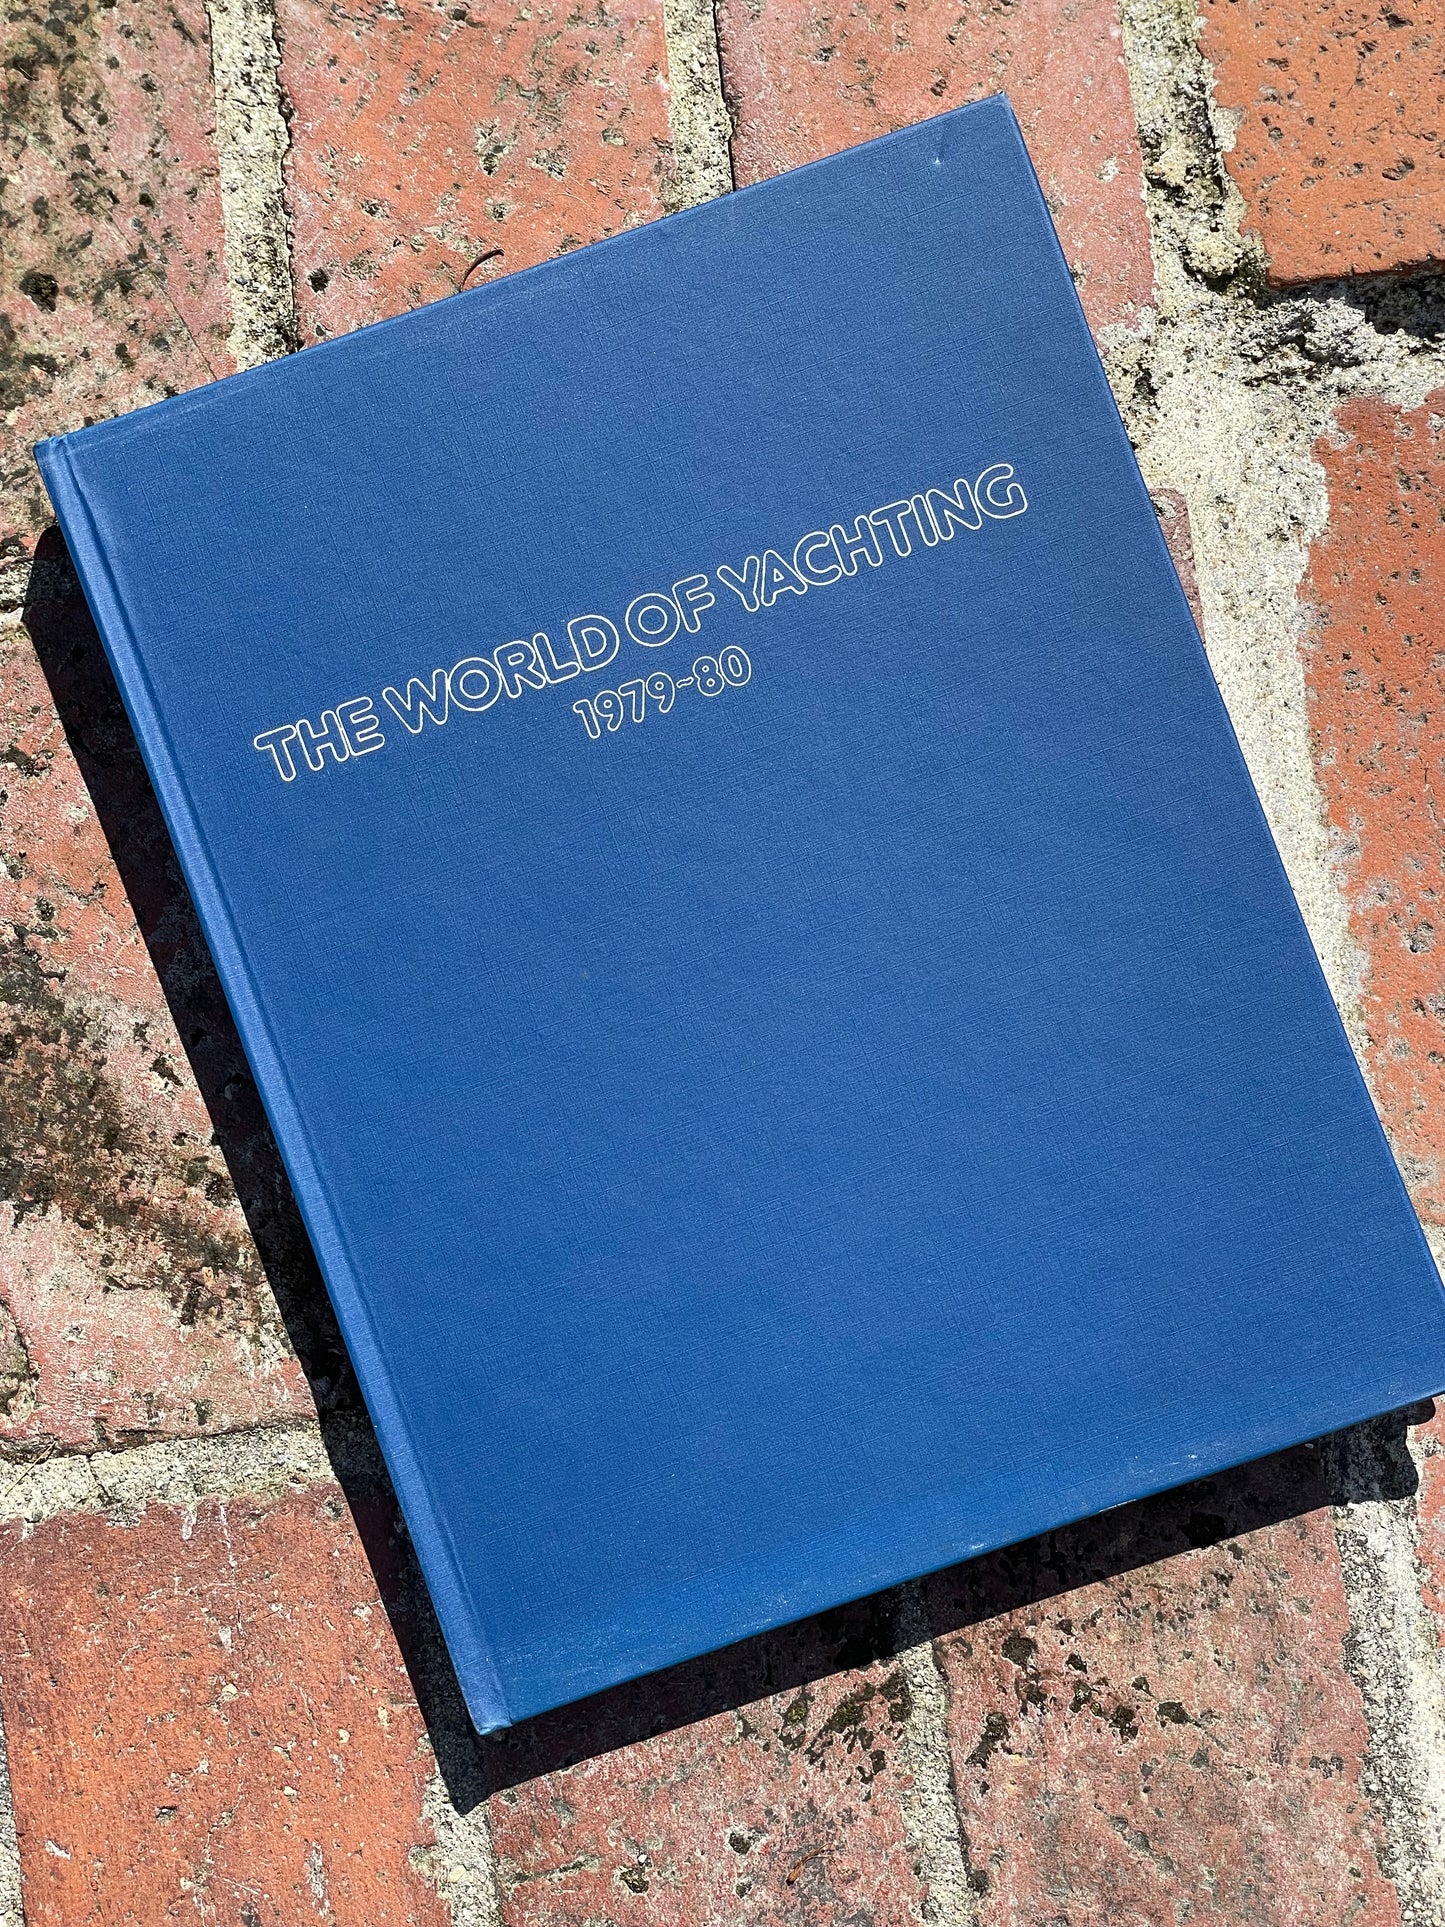 THE WORLD OF YACHTING
1979~80